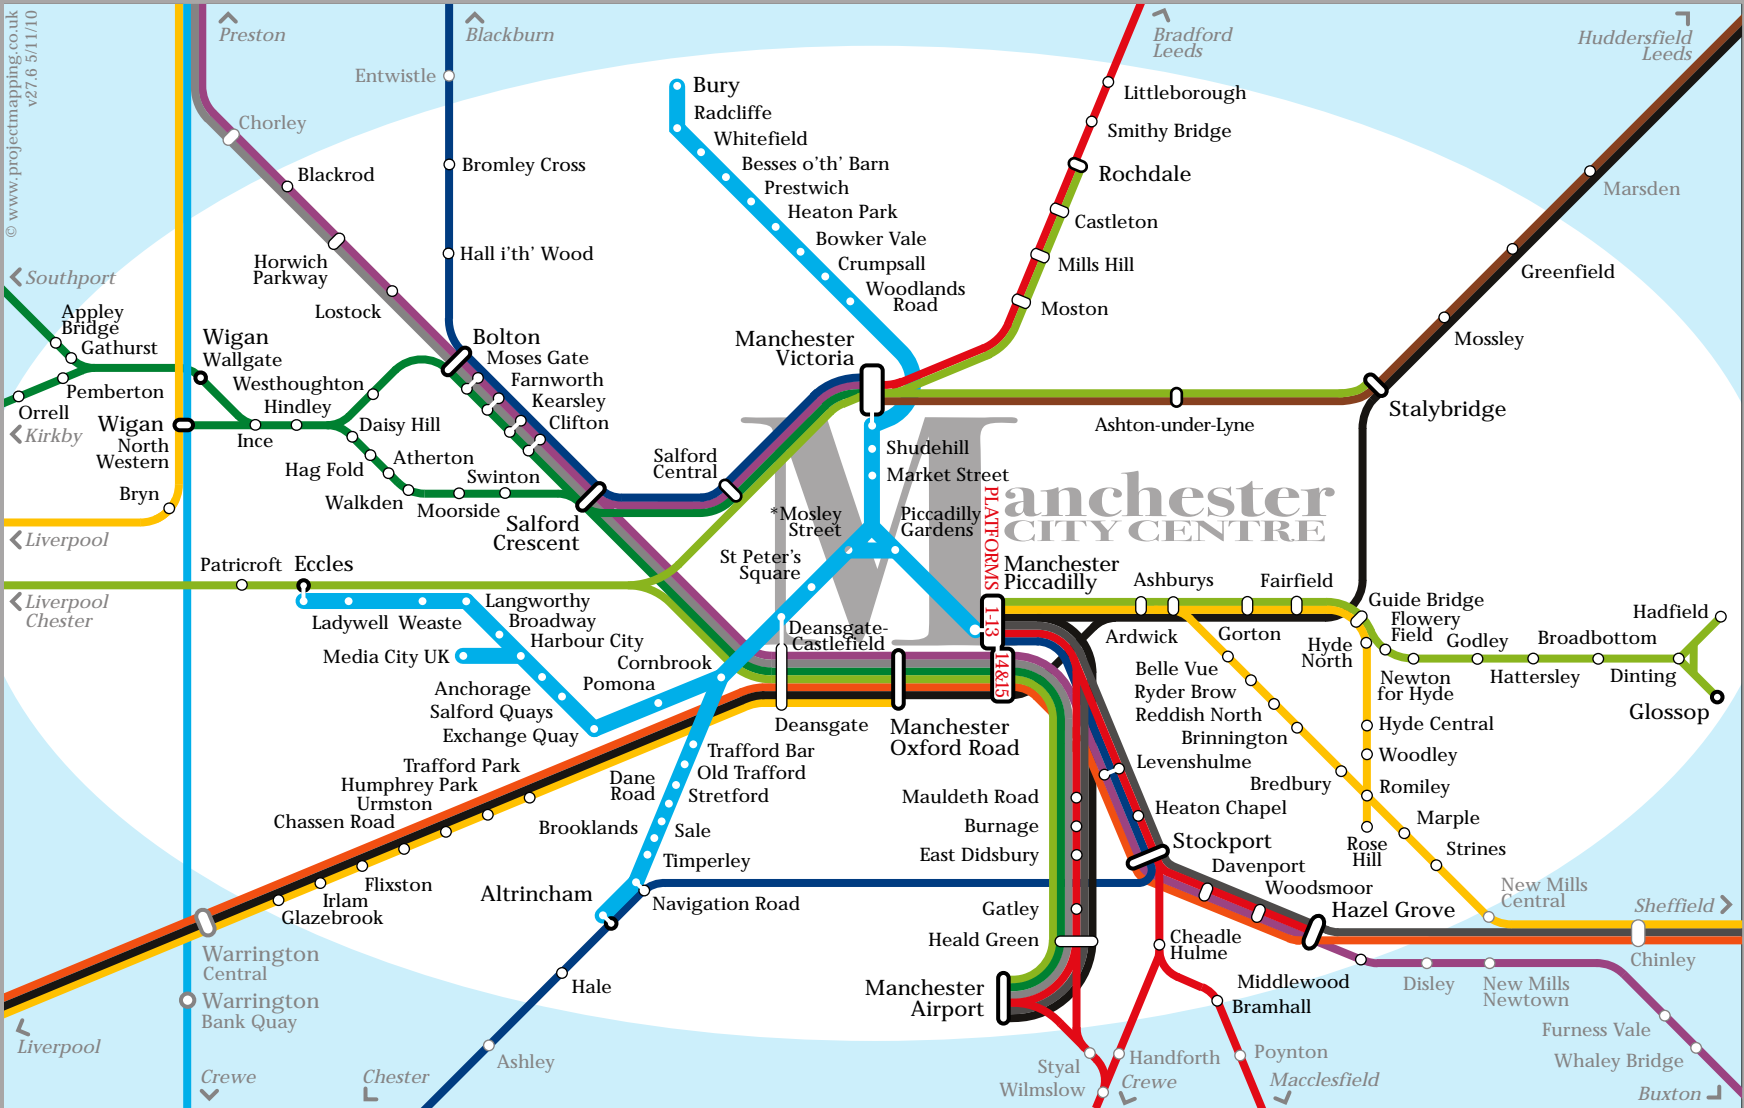 © www.projectmapping.co.uk
v27.6 5/11/10
Preston
Blackburn
Bradford
Leeds
Huddersfield
Leeds
Entwistle
Chorley
Bury
Radcliffe
Whitefield
Besses o'th' Barn
Prestwich
Heaton Park
Bowker Vale
Crumpsall
Woodlands
Road
Littleborough
Smithy Bridge
Rochdale
Castleton
Mills Hill
Moston
Marsden
Greenfield
Mossley
Stalybridge
Blackrod
Bromley Cross
Hall i'th' Wood
Horwich
Parkway
Lostock
Southport
Appley
Bridge
Gathurst
Wigan
Wallgate
Pemberton
Orrell
Kirkby
Wigan
North
Western
Bryn
Liverpool
Westhoughton
Hindley
Ince
Daisy Hill
Hag Fold
Atherton
Walkden
Swinton
Moorside
Bolton
Moses Gate
Farnworth
Kearsley
Clifton
Salford
Crescent
Salford
Central
Manchester
Victoria
Ashton-under-Lyne
Shudehill
Market Street
*Mosley
Street
Piccadilly
Gardens
St Peter's
Square
Manchester
CITY CENTRE
PLATFORMS
1-13
14&15
Manchester
Piccadilly
Patricroft
Eccles
Liverpool
Chester
Ladywell
Weaste
Langworthy
Broadway
Harbour City
Media City UK
Anchorage
Salford Quays
Exchange Quay
Cornbrook
Pomona
Deansgate-
Castlefield
Deansgate
Manchester
Oxford Road
Ashburys
Fairfield
Ardwick
Gorton
Guide Bridge
Flowery
Field
Hyde
North
Godley
Broadbottom
Hadfield
Newton
for Hyde
Hattersley
Dinting
Glossop
Belle Vue
Ryder Brow
Reddish North
Brinnington
Bredbury
Hyde Central
Woodley
Romiley
Rose
Hill
Marple
Strines
New Mills
Central
Sheffield
Chinley
Trafford Park
Humphrey Park
Urmston
Chassen Road
Flixston
Irlam
Glazebrook
Warrington
Central
Warrington
Bank Quay
Liverpool
Crewe
Trafford Bar
Old Trafford
Dane
Road
Stretford
Brooklands
Sale
Timperley
Altrincham
Navigation Road
Hale
Ashley
Chester
Mauldeth Road
Burnage
East Didsbury
Gatley
Heald Green
Manchester
Airport
Levenshulme
Heaton Chapel
Stockport
Davenport
Woodsmoor
Hazel Grove
Cheadle
Hulme
Middlewood
Bramhall
Disley
New Mills
Newtown
Furness Vale
Whaley Bridge
Buxton
Styal
Wilmslow
Handforth
Crewe
Poynton
Macclesfield